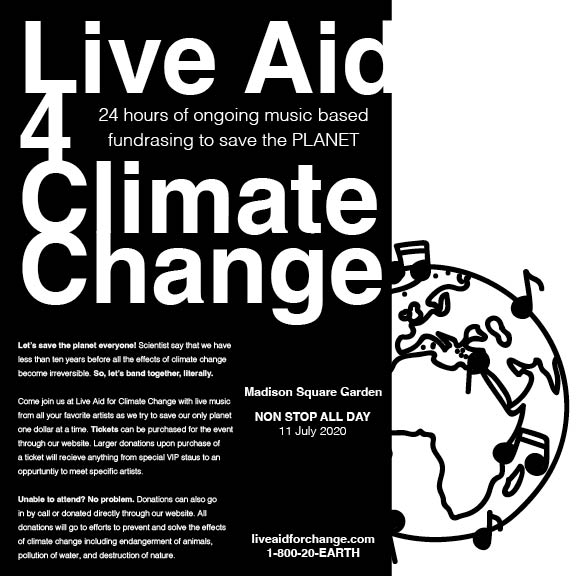 Live Aid
4
24 hours of ongoing music based
fundrasing to save the PLANET
Climate
Change
Let's save the planet everyone! Scientist say that we have
less than ten years before all the effects of climate change
become irreversible. So, let's band together, literally.
Come join us at Live Aid for Climate Change with live music
from all your favorite artists as we try to save our only planet
one dollar at a time. Tickets can be purchased for the event
through our website. Larger donations upon purchase of
a ticket will recieve anything from special VIP staus to an
oppurtuntiy to meet specific artists.
Unable to attend? No problem. Donations can also go
in by call or donated directly through our website. All
donations will go to efforts to prevent and solve the effects
of climate change including endangerment of animals,
pollution of water, and destruction of nature.
Madison Square Garden
NON STOP ALL DAY
11 July 2020
liveaidforchange.com
1-800-20-EARTH